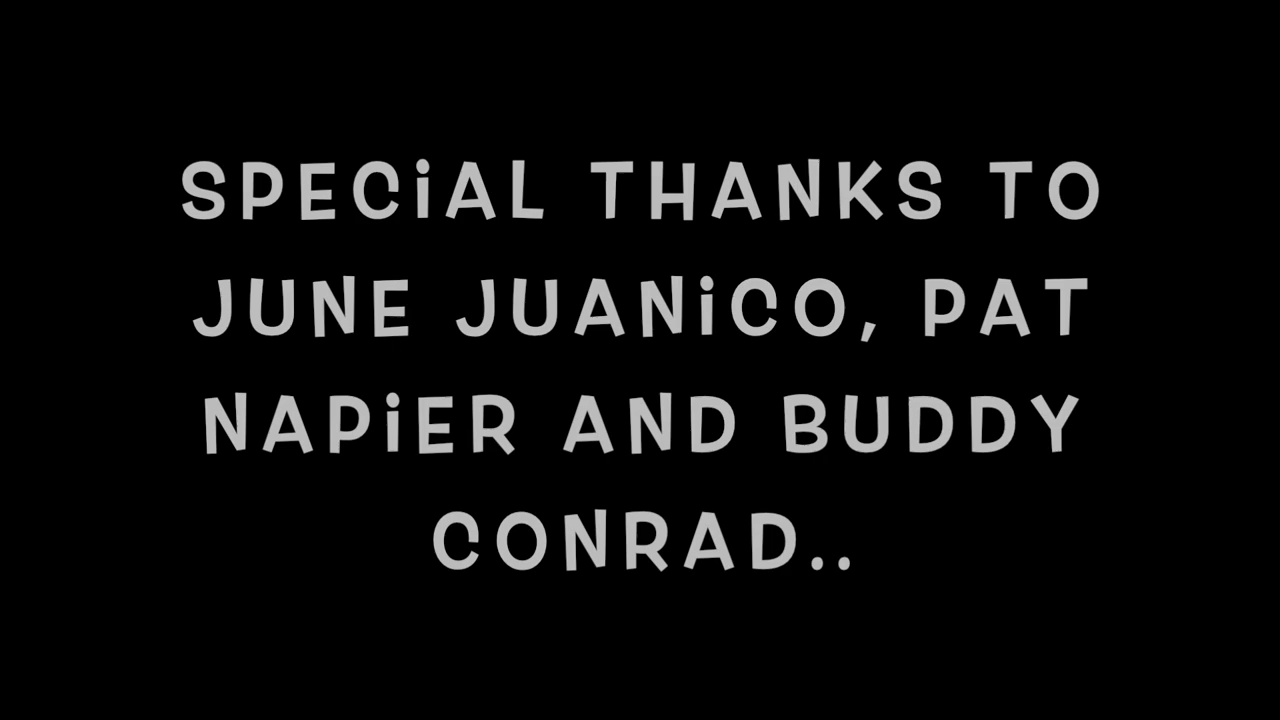 SPECiAL THANKS TO
JUNE JUANiCO, PAT
NAPiER AND BUDDY
CONRAD..